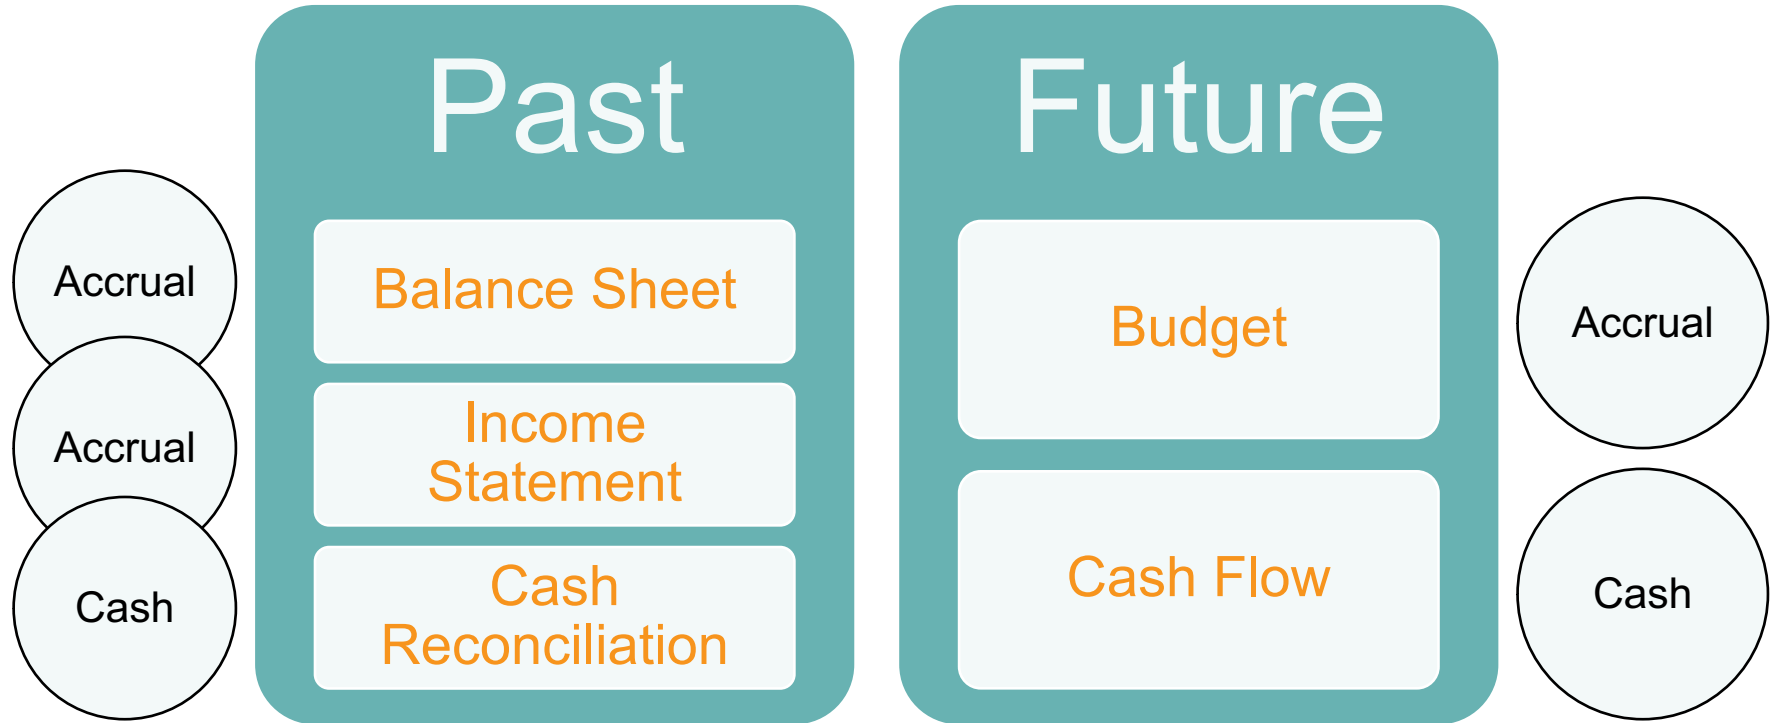 Past
Future
Accrual
Balance Sheet
Accrual
Income
Statement
Cash
Cash
Reconciliation
Budget
Accrual
Cash Flow
Cash